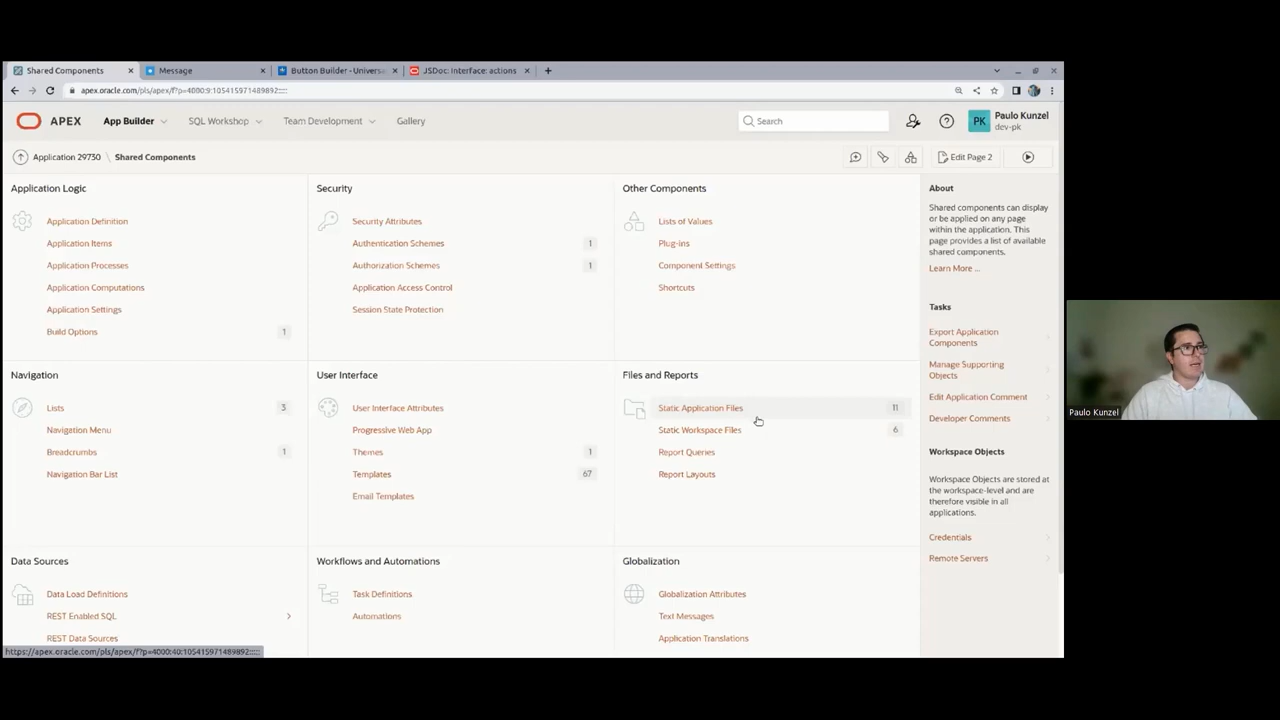 Shared Components
Message
Button Builder - Universa
JSDoc: Interface: actions
apex.oracle.com/pls/apex/f?p=4000:9:105415971489892:::::
APEX
App Builder
SQL Workshop
Team Development
Gallery
Search
PK
Paulo Kunzel
dev-pk
Application 29730
Shared Components
Edit Page 2
Application Logic
Application Definition
Application Items
Application Processes
Application Computations
Application Settings
Build Options
1
Security
Security Attributes
Authentication Schemes
1
Authorization Schemes
1
Application Access Control
Session State Protection
Other Components
Lists of Values
Plug-ins
Component Settings
Shortcuts
Navigation
Lists
3
Navigation Menu
Breadcrumbs
1
Navigation Bar List
User Interface
User Interface Attributes
Progressive Web App
Themes
1
Templates
67
Email Templates
Files and Reports
Static Application Files
11
Static Workspace Files
6
Report Queries
Report Layouts
Data Sources
Data Load Definitions
REST Enabled SQL
REST Data Sources
Workflows and Automations
Task Definitions
Automations
Globalization
Globalization Attributes
Text Messages
Application Translations
About
Shared components can display
or be applied on any page
within the application. This
page provides a list of available
shared components.
Learn More ...
Tasks
Export Application
Components
Manage Supporting
Objects
Edit Application Comment
Developer Comments
Workspace Objects
Workspace Objects are stored at
the workspace-level and are
therefore visible in all
applications.
Credentials
Remote Servers
https://apex.oracle.com/pls/apex/f?p=4000:40:105415971489892:::::
Paulo Kunzel